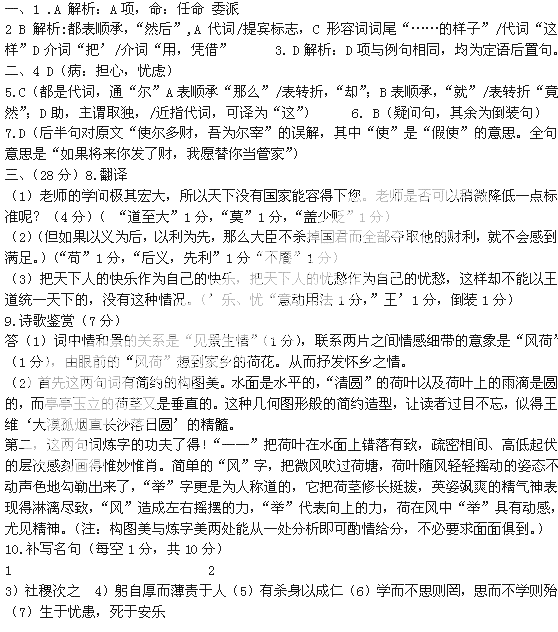 一、1 .A 解析：A项，命：任命 委派
2 B 解析:都表顺承，“然后”,A 代词/提宾标志，C 形容词词尾“……的样子”/代词“这
样”D介词“把’/介词“用，凭借”          3. D解析：D项与例句相同，均为定语后置句。
二、4 D（病：担心，忧虑）
5.C（都是代词，通“尔”A表顺承“那么”/表转折，“却”；B表顺承，“就”/表转折“竟
然”；D助，主谓取独，/近指代词，可译为“这”）      6. B（疑问句，其余为倒装句）
7.D（后半句对原文“使尔多财，吾为尔宰”的误解，其中“使”是“假使”的意思。全句
意思是“如果将来你发了财，我愿替你当管家”）
三、（28分）8.翻译
（1）老师的学问极其宏大，所以天下没有国家能容得下您。老师是否可以稍微降低一点标
准呢？（4分）（ “道至大”1分，“莫”1分，“盖少贬”1分）
（2）（但如果以义为后，以利为先，那么大臣不杀掉国君而全部夺取他的财利，就不会感到
满足。）（“荀”1分，“后义，先利”1分“不餍”1分）
（3）把天下人的快乐作为自己的快乐，把天下人的忧愁作为自己的忧愁，这样却不能以王
道统一天下的，没有这种情况。（’乐、忧“意动用法1分，”王’1分，倒装1分）
9.诗歌鉴赏（7分）
答（1）词中情和景的关系是“见景生情”（1分），联系两片之间情感细带的意象是“风荷”
（1分），由眼前的“风荷”想到家乡的荷花。从而抒发怀乡之情。
（2）首先这两句词有简约的构图美。水面是水平的，“清圆”的荷叶以及荷叶上的雨滴是圆
的，而亭亭玉立的荷茎又是垂直的。这种几何图形般的简约造型，让读者过目不忘，似得王
维‘大漠孤烟直长沙落日圆’的精髓。
第二，这两句词炼字的功夫了得！“一一”把荷叶在水面上错落有致，疏密相间、高低起伏
的层次感刻画得惟妙惟肖。简单的“风”字，把微风吹过荷塘，荷叶随风轻轻摇动的姿态不
动声色地勾勒出来了，“举”字更是为人称道的，它把荷茎修长挺拔，英姿飒爽的精气神表
现得淋漓尽致，“风”造成左右摇摆的力，“举”代表向上的力，荷在风中“举”具有动感，
尤见精神。（注：构图美与炼字美两处能从一处分析即可酌情给分，不必要求面面俱到。）
10.补写名句（每空1分，共10分）
1                              2
3）社稷次之  4）躬自厚而薄责于人（5）有杀身以成仁（6）学而不思则罔，思而不学则殆
（7）生于忧患，死于安乐